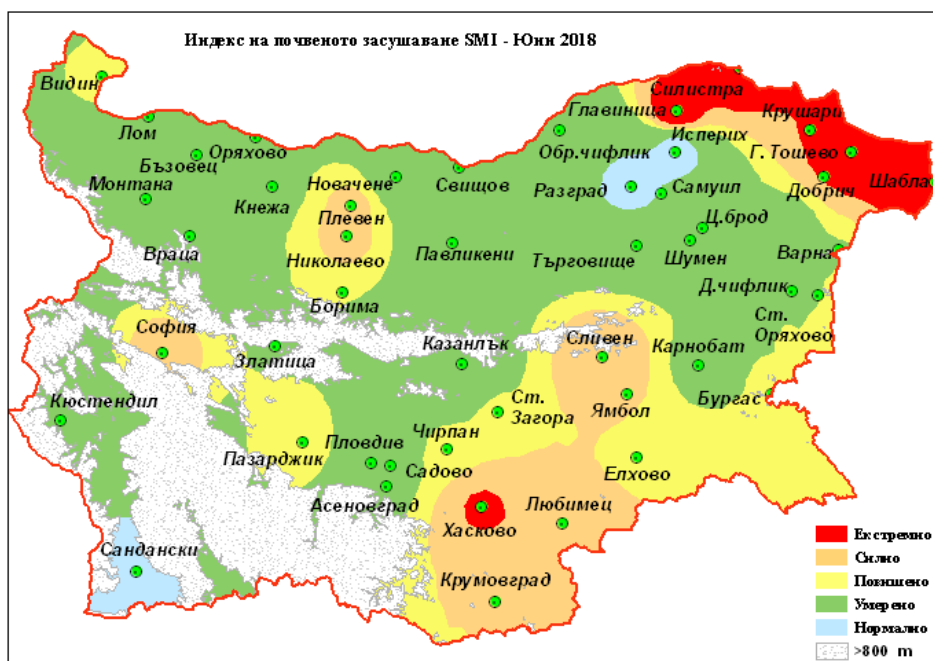 Индекс на почвеното засушаване SMI - Юни 2018
Видин
Силистра
Главиница
Крушари
Лом
Оряхово
Исперих
Обр.чифлик
Г. Тошево
Бъзовец
Монтана
Новачене
Свищов
Разград
Самуил
Добрич
Шабла
Кнежа
Плевен
Ц.брод
Враца
Николаево
Павликени
Търговище
Шумен
Варна
Борима
Д.чифлик
София
Златица
Казанлък
Сливен
Карнобат
Ст.
Оряхово
Кюстендил
Ст.
Загора
Ямбол
Бургас
Пазарджик
Пловдив
Чирпан
Садово
Елхово
Асеновград
Хасково
Любимец
Сандански
Крумовград
Екстремно
Силно
Повишено
Умерено
Нормално
>800 m